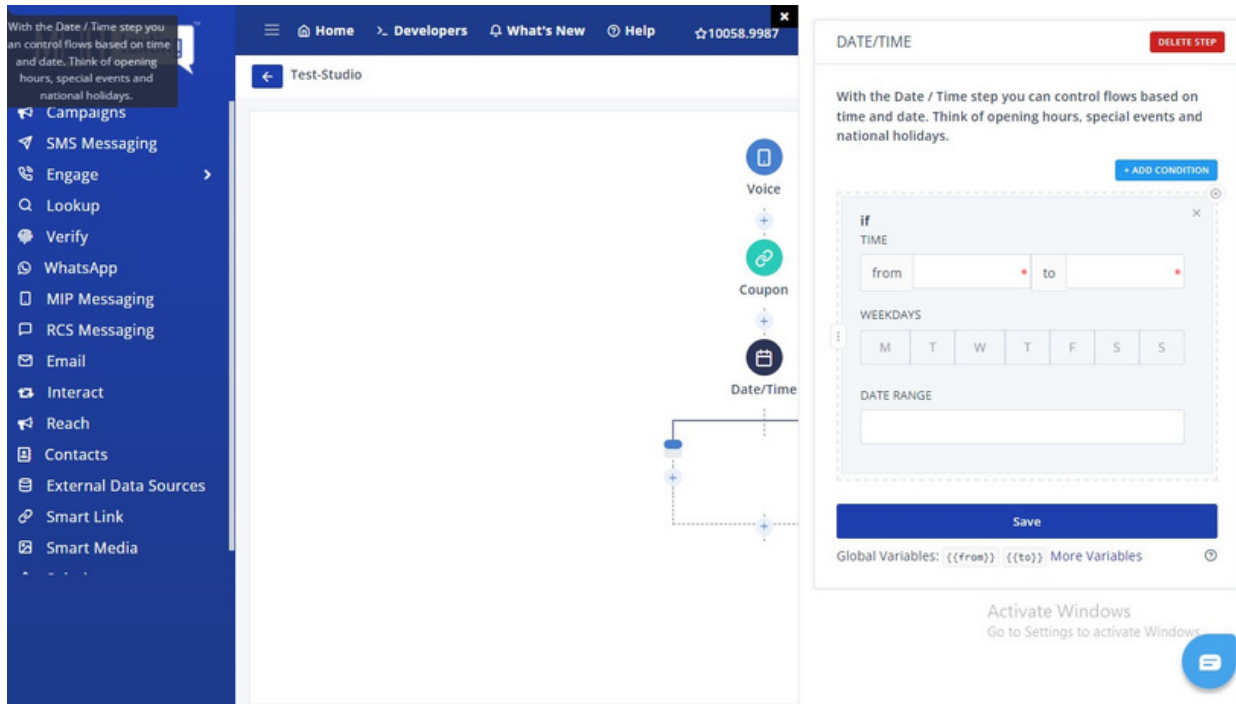 With the Date / Time step you
an control flows based on time
and date. Think of opening
hours, special events and
national holidays.
Campaigns
SMS Messaging
Engage
Lookup
Verify
WhatsApp
MIP Messaging
RCS Messaging
Email
Interact
Reach
Contacts
External Data Sources
Smart Link
Smart Media
Home >_ Developers What's New Help 10058.9987
Test-Studio
Voice
+
Coupon
+
Date/Time
+
+
DATE/TIME
DELETE STEP
With the Date / Time step you can control flows based on
time and date. Think of opening hours, special events and
national holidays.
+ ADD CONDITION
if
TIME
from * to *
WEEKDAYS
M T W T F S S
DATE RANGE
Save
Global Variables: {{from}} {{to}} More Variables
Activate Windows
Go to Settings to activate Windows